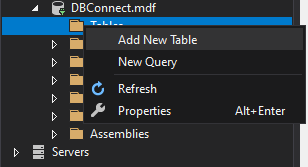 DBConnect.mdf
Tables
Add New Table
New Query
Refresh
Properties Alt+Enter
Assemblies
Servers